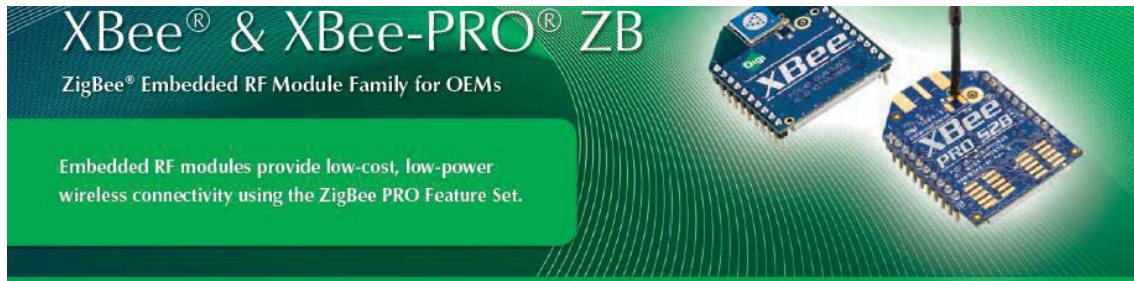 XBee® & XBee-PRO® ZB
ZigBee® Embedded RF Module Family for OEMs
Embedded RF modules provide low-cost, low-power
wireless connectivity using the ZigBee PRO Feature Set.
Digi
XBee
XBee
PRO S2B